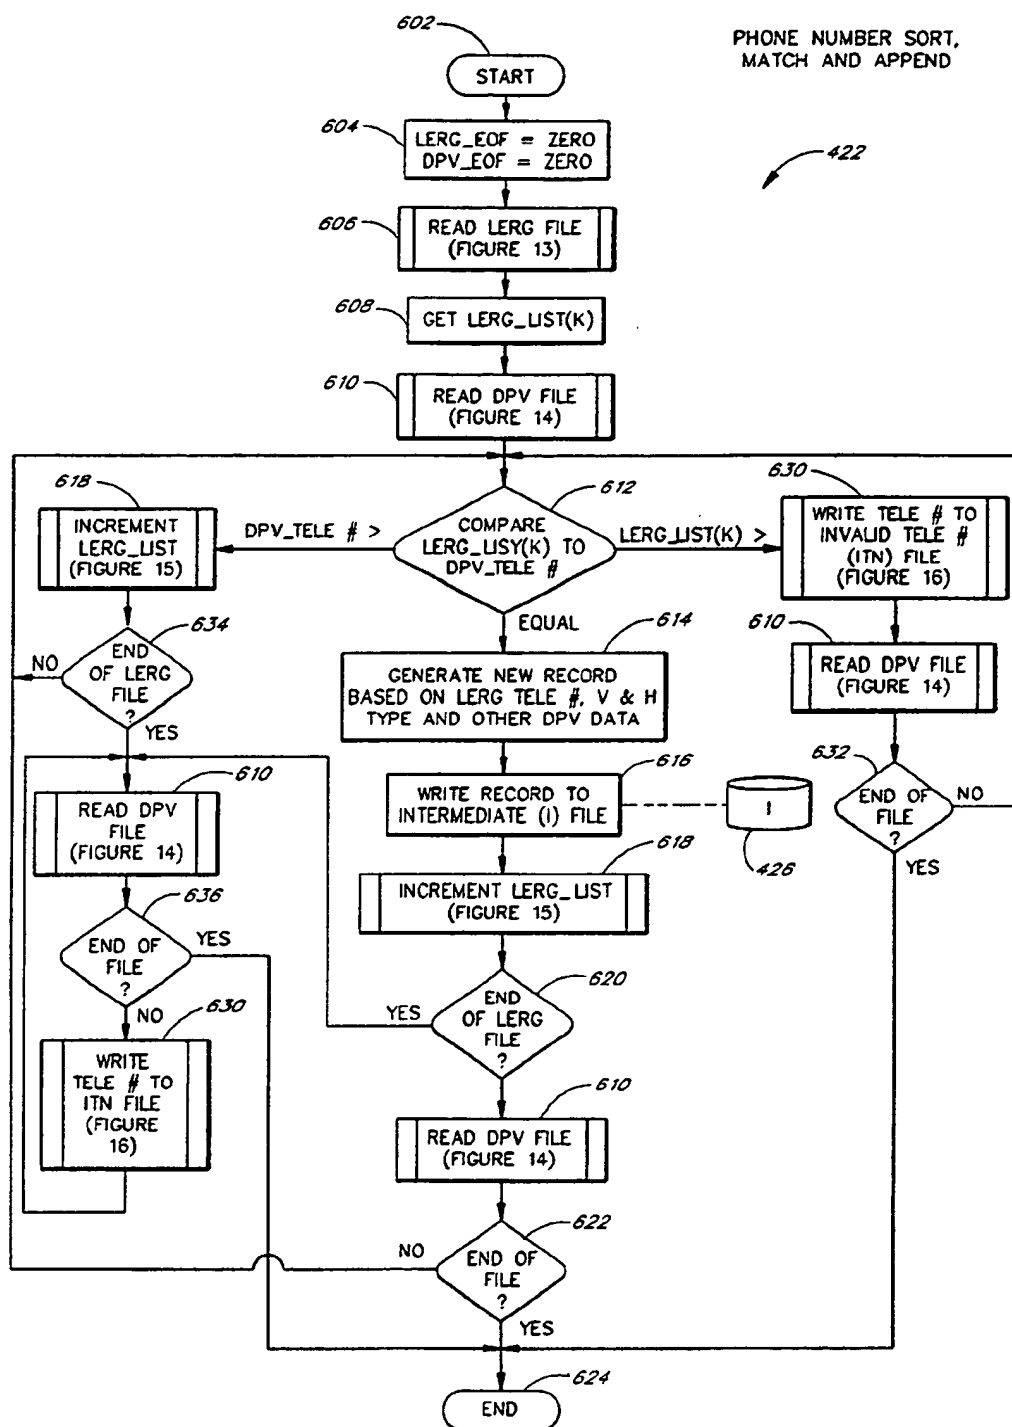 PHONE NUMBER SORT,
MATCH AND APPEND
422
602
START
604
LERG_EOF = ZERO
DPV_EOF = ZERO
606
READ LERG FILE
(FIGURE 13)
608
GET LERG_LIST(K)
610
READ DPV FILE
(FIGURE 14)
618
INCREMENT
LERG_LIST
(FIGURE 15)
DPV_TELE # >
612
COMPARE
LERG_LISY(K) TO
DPV_TELE #
LERG_LIST(K) >
630
WRITE TELE # TO
INVALID TELE #
(ITN) FILE
(FIGURE 16)
EQUAL
634
END
OF LERG
FILE
?
NO
YES
614
GENERATE NEW RECORD
BASED ON LERG TELE #, V & H
TYPE AND OTHER DPV DATA
610
READ DPV FILE
(FIGURE 14)
610
READ DPV
FILE
(FIGURE 14)
616
WRITE RECORD TO
INTERMEDIATE (I) FILE
I
426
632
END OF
FILE
?
NO
YES
636
END OF
FILE
?
YES
NO
618
INCREMENT LERG_LIST
(FIGURE 15)
620
END
OF LERG
FILE
?
YES
630
WRITE
TELE # TO
ITN FILE
(FIGURE
16)
610
READ DPV FILE
(FIGURE 14)
622
END OF
FILE
?
NO
YES
624
END